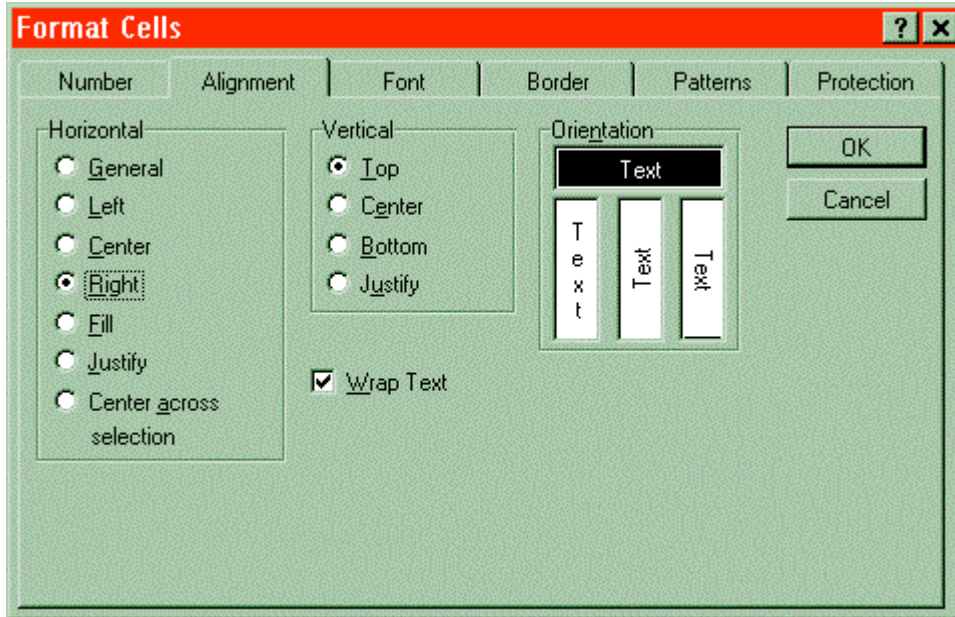 Format Cells
? ×
Number Alignment Font Border Patterns Protection
Horizontal
General
Left
Center
Right
Fill
Justify
Center across
selection
Vertical
Top
Center
Bottom
Justify
Wrap Text
Orientation
Text
T
e
x
t
Text
Text
OK
Cancel